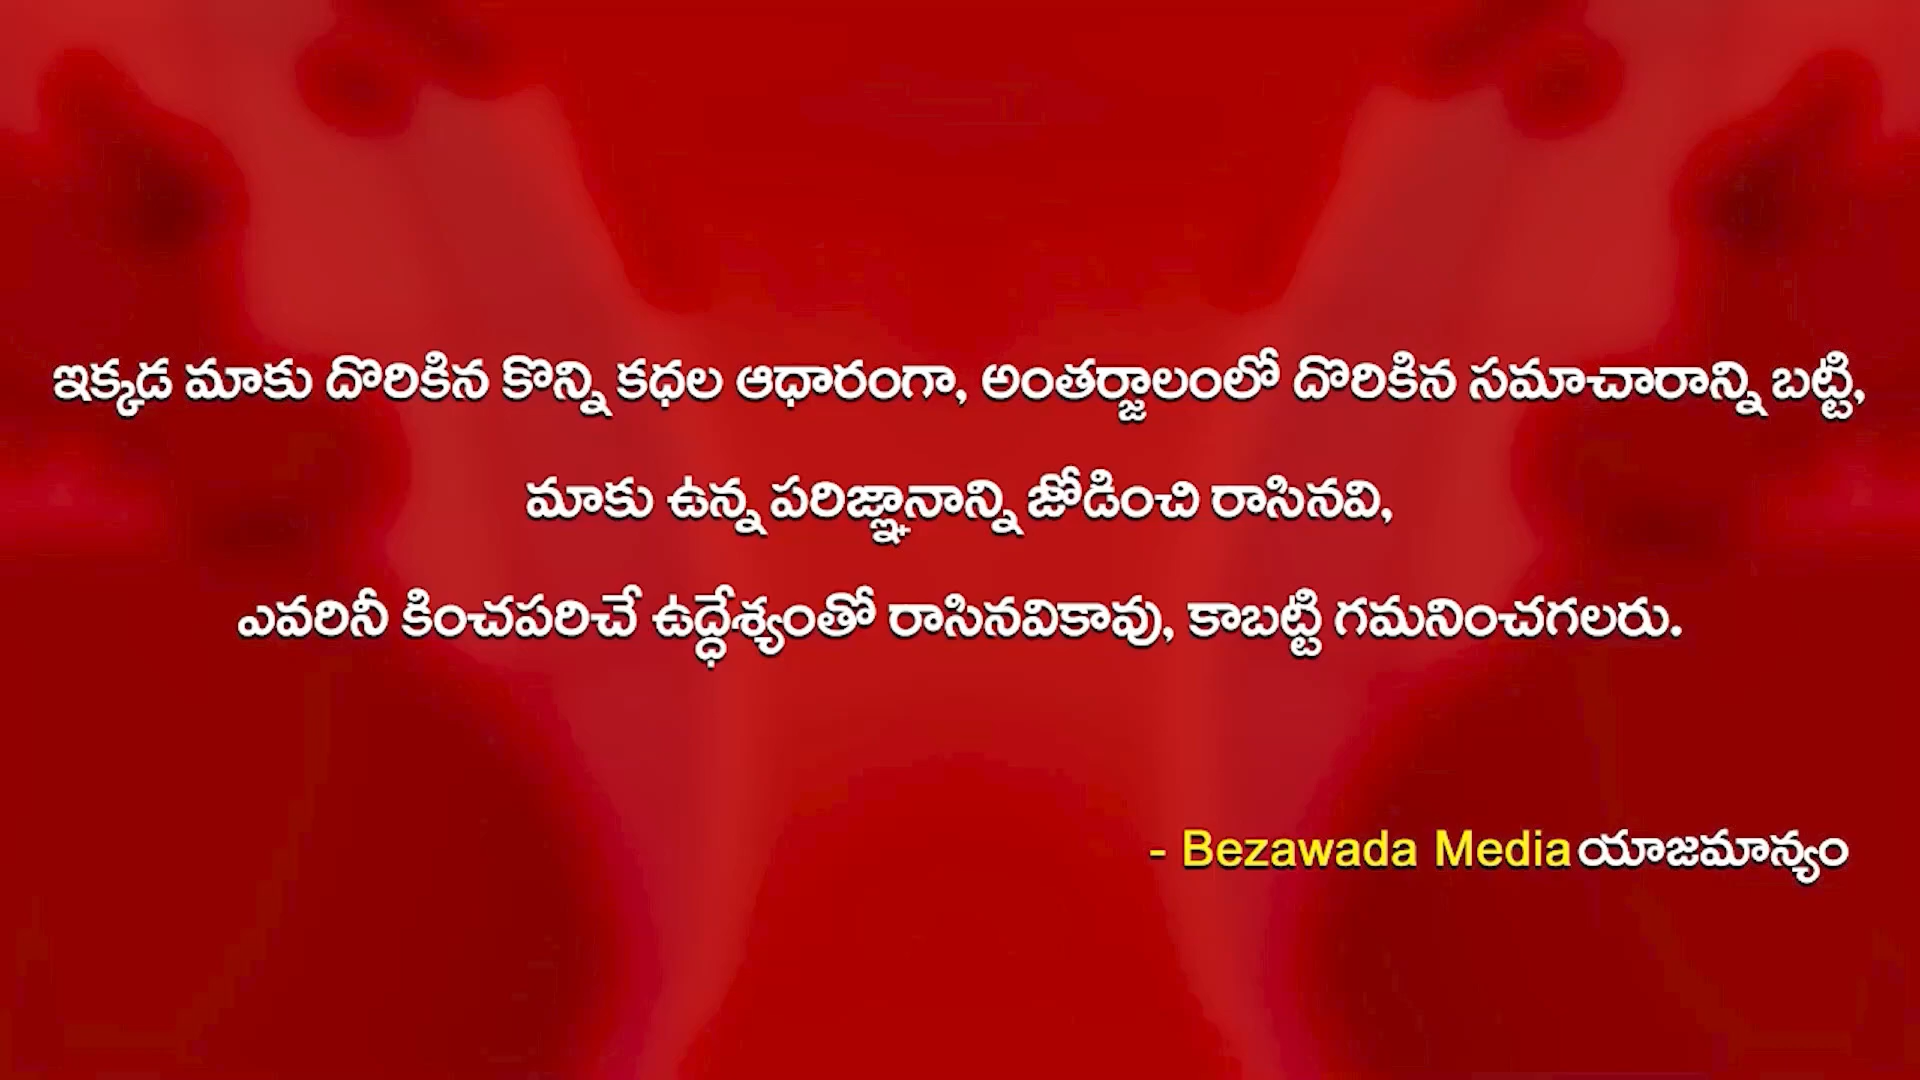 ఇక్కడ మాకు దొరికిన కొన్ని కధల ఆధారంగా, అంతర్జాలంలో దొరికిన సమాచారాన్ని బట్టి,
మాకు ఉన్న పరిజ్ఞానాన్ని జోడించి రాసినవి,
ఎవరినీ కించపరిచే ఉద్ధేశ్యంతో రాసినవికావు, కాబట్టి గమనించగలరు.
- Bezawada Media యాజమాన్యం